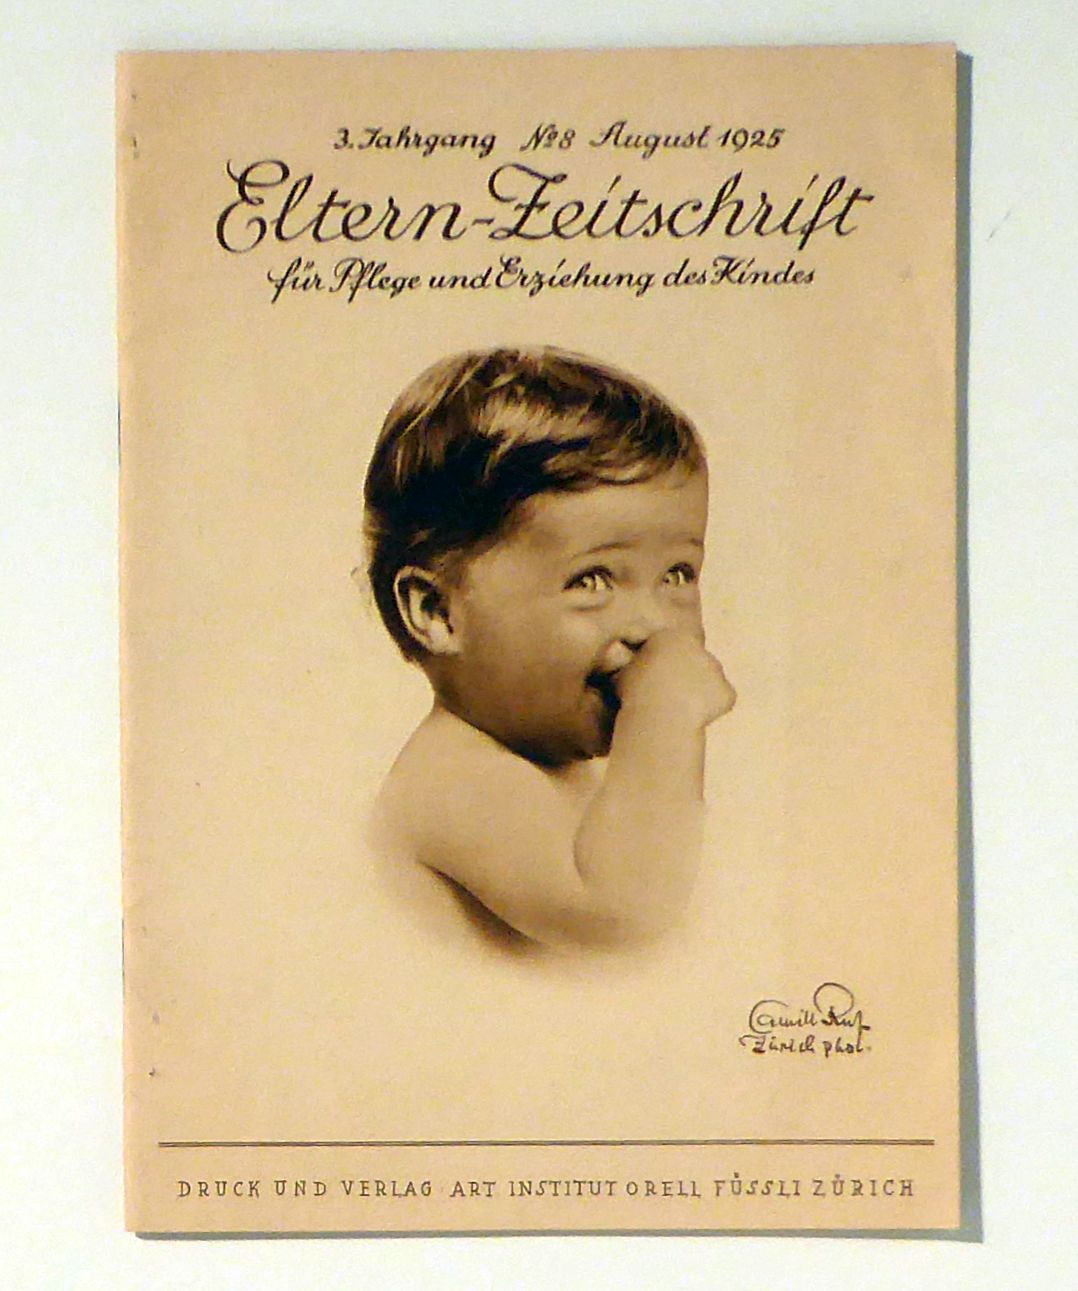 3. Jahrgang No 8 August 1925
Eltern-Zeitschrift
für Pflege und Erziehung des Kindes
Camill Ruf
Zürich phot.
DRUCK UND VERLAG ART INSTITUT ORELL FÜSSLI ZÜRICH